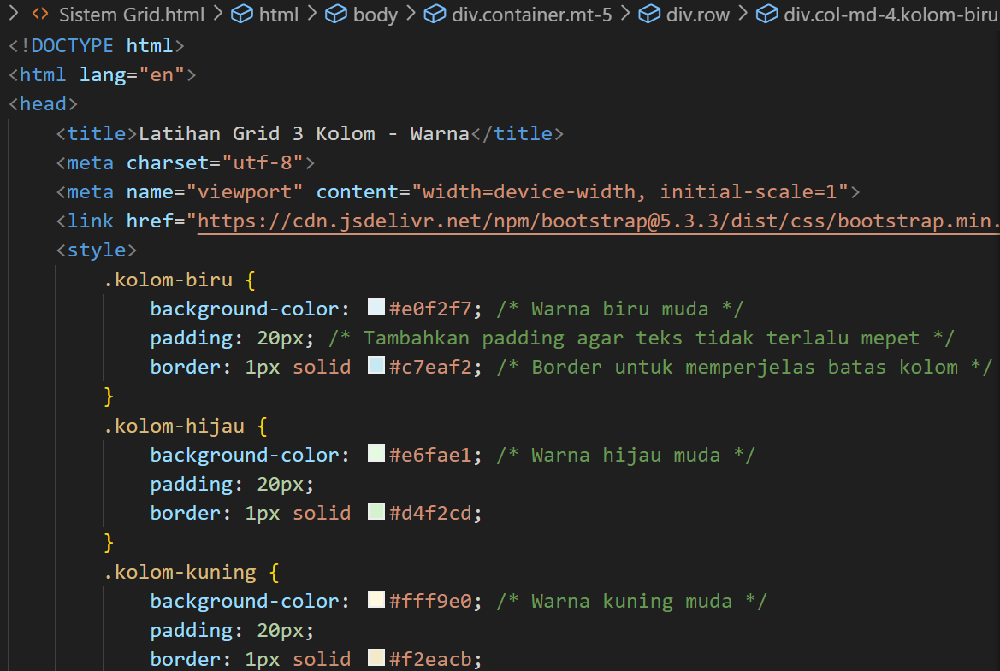 > <> Sistem Grid.html > html > body > div.container.mt-5 > div.row > div.col-md-4.kolom-biru
<!DOCTYPE html>
<html lang="en">
<head>
    <title>Latihan Grid 3 Kolom - Warna</title>
    <meta charset="utf-8">
    <meta name="viewport" content="width=device-width, initial-scale=1">
    <link href="https://cdn.jsdelivr.net/npm/bootstrap@5.3.3/dist/css/bootstrap.min.
    <style>
        .kolom-biru {
            background-color: #e0f2f7; /* Warna biru muda */
            padding: 20px; /* Tambahkan padding agar teks tidak terlalu mepet */
            border: 1px solid #c7eaf2; /* Border untuk memperjelas batas kolom */
        }
        .kolom-hijau {
            background-color: #e6fae1; /* Warna hijau muda */
            padding: 20px;
            border: 1px solid #d4f2cd;
        }
        .kolom-kuning {
            background-color: #fff9e0; /* Warna kuning muda */
            padding: 20px;
            border: 1px solid #f2eacb;